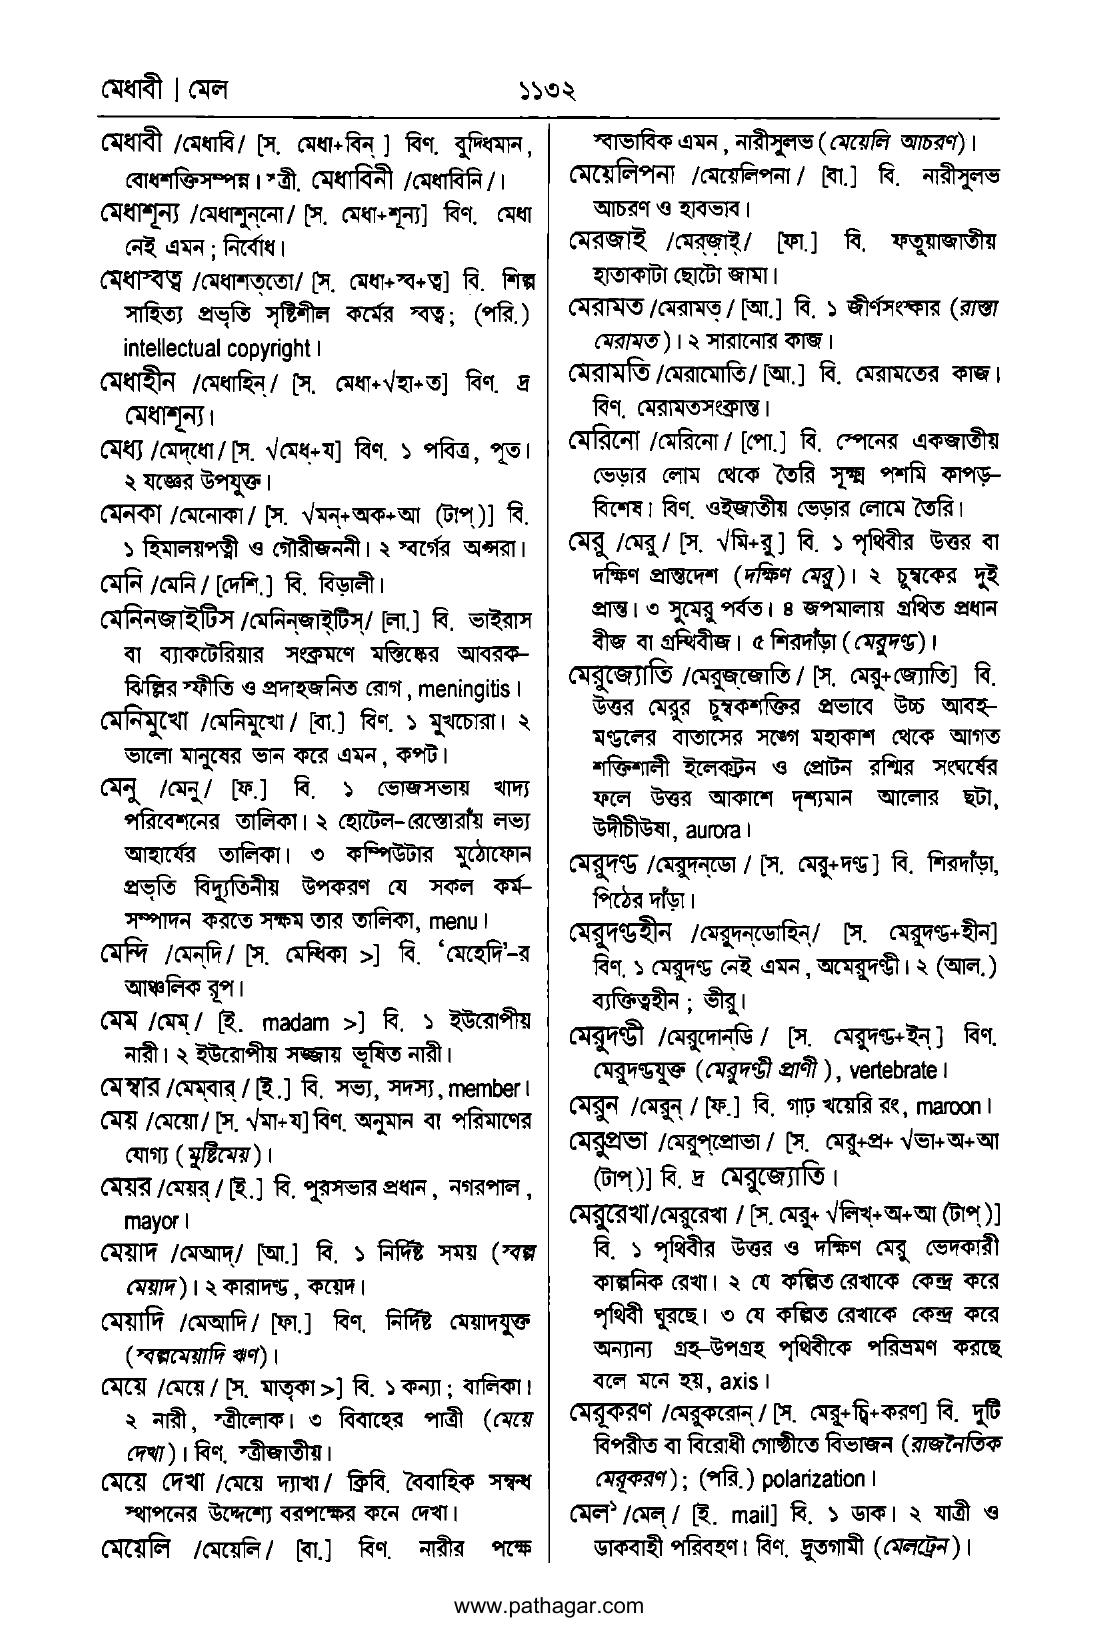 মেধাবী | মেল
১১৩২
মেধাবী /মেধাবি/ [স. মেধা+বিন্ ] বিণ. বুদ্ধিমান,
বোধশক্তিসম্পন্ন। স্ত্রী. মেধাবিনী /মেধাবিনি/।
মেধাশূন্য /মেধাশুন্‌নো/ [স. মেধা+শূন্য] বিণ. মেধা
নেই এমন; নির্বোধ।
মেধাস্বত্ব /মেধাশত্‌তো/ [স. মেধা+স্ব+ত্ব] বি. শিল্প
সাহিত্য প্রভৃতি সৃষ্টিশীল কর্মের স্বত্ব; (পরি.)
intellectual copyright।
মেধাহীন /মেধাহিন্/ [স. মেধা+√হা+ত] বিণ. দ্র
মেধাশূন্য।
মেধ্য /মেদ্‌ধো/ [স. √মেধ্+য] বিণ. ১ পবিত্র, পূত।
২ যজ্ঞের উপযুক্ত।
মেনকা /মেনোকা/ [স. √মন্+অক+আ (টাপ্)] বি.
১ হিমালয়পত্নী ও গৌরীজননী। ২ স্বর্গের অপ্সরা।
মেনি /মেনি/ [দেশি.] বি. বিড়ালী।
মেনিনজাইটিস /মেনিন্‌জাই্‌টিস্/ [লা.] বি. ভাইরাস
বা ব্যাকটেরিয়ার সংক্রমণে মস্তিষ্কের আবরক-
ঝিল্লির স্ফীতি ও প্রদাহজনিত রোগ, meningitis।
মেনিমুখো /মেনিমুখো/ [বা.] বিণ. ১ মুখচোরা। ২
ভালো মানুষের ভান করে এমন, কপট।
মেনু /মেনু/ [ফ.] বি. ১ ভোজসভায় খাদ্য
পরিবেশনের তালিকা। ২ হোটেল-রেস্তোরাঁয় লভ্য
আহার্যের তালিকা। ৩ কম্পিউটার মুঠোফোন
প্রভৃতি বিদ্যুতিনীয় উপকরণ যে সকল কর্ম-
সম্পাদন করতে সক্ষম তার তালিকা, menu।
মেন্দি /মেন্‌দি/ [স. মেন্ধিকা >] বি. ‘মেহেদি’-র
আঞ্চলিক রূপ।
মেম /মেম্/ [ই. madam >] বি. ১ ইউরোপীয়
নারী। ২ ইউরোপীয় সজ্জায় ভূষিত নারী।
মেম্বার /মেম্‌বার্/ [ই.] বি. সভ্য, সদস্য, member।
মেয় /মেয়ো/ [স. √মা+য] বিণ. অনুমান বা পরিমাণের
যোগ্য (মুষ্টিমেয়)।
মেয়র /মেয়র্/ [ই.] বি. পুরসভার প্রধান, নগরপাল,
mayor।
মেয়াদ /মেআদ্/ [আ.] বি. ১ নির্দিষ্ট সময় (স্বল্প
মেয়াদ)। ২ কারাদণ্ড, কয়েদ।
মেয়াদি /মেআদি/ [ফা.] বিণ. নির্দিষ্ট মেয়াদযুক্ত
(স্বল্পমেয়াদি ঋণ)।
মেয়ে /মেয়ে/ [স. মাতৃকা >] বি. ১ কন্যা; বালিকা।
২ নারী, স্ত্রীলোক। ৩ বিবাহের পাত্রী (মেয়ে
দেখা)। বিণ. স্ত্রীজাতীয়।
মেয়ে দেখা /মেয়ে দ্যাখা/ ক্রিবি. বৈবাহিক সম্বন্ধ
স্থাপনের উদ্দেশ্যে বরপক্ষের কনে দেখা।
মেয়েলি /মেয়েলি/ [বা.] বিণ. নারীর পক্ষে
স্বাভাবিক এমন, নারীসুলভ (মেয়েলি আচরণ)।
মেয়েলিপনা /মেয়েলিপনা/ [বা.] বি. নারীসুলভ
আচরণ ও হাবভাব।
মেরজাই /মের্‌জাই্/ [ফা.] বি. ফতুয়াজাতীয়
হাতাকাটা ছোটো জামা।
মেরামত /মেরামত্/ [আ.] বি. ১ জীর্ণসংস্কার (রাস্তা
মেরামত)। ২ সারানোর কাজ।
মেরামতি /মেরামোতি/ [আ.] বি. মেরামতের কাজ।
বিণ. মেরামতসংক্রান্ত।
মেরিনো /মেরিনো/ [পো.] বি. স্পেনের একজাতীয়
ভেড়ার লোম থেকে তৈরি সূক্ষ্ম পশমি কাপড়-
বিশেষ। বিণ. ওইজাতীয় ভেড়ার লোমে তৈরি।
মেরু /মেরু/ [স. √মি+রু] বি. ১ পৃথিবীর উত্তর বা
দক্ষিণ প্রান্তদেশ (দক্ষিণ মেরু)। ২ চুম্বকের দুই
প্রান্ত। ৩ সুমেরু পর্বত। ৪ জপমালায় গ্রথিত প্রধান
বীজ বা গ্রন্থিবীজ। ৫ শিরদাঁড়া (মেরুদণ্ড)।
মেরুজ্যোতি /মেরুজ্‌জোতি/ [স. মেরু+জ্যোতি] বি.
উত্তর মেরুর চুম্বকশক্তির প্রভাবে উচ্চ আবহ-
মণ্ডলের বাতাসের সঙ্গে মহাকাশ থেকে আগত
শক্তিশালী ইলেকট্রন ও প্রোটন রশ্মির সংঘর্ষের
ফলে উত্তর আকাশে দৃশ্যমান আলোর ছটা,
উদীচীউষা, aurora।
মেরুদণ্ড /মেরুদন্‌ডো/ [স. মেরু+দণ্ড] বি. শিরদাঁড়া,
পিঠের দাঁড়া।
মেরুদণ্ডহীন /মেরুদন্‌ডোহিন্/ [স. মেরুদণ্ড+হীন]
বিণ. ১ মেরুদণ্ড নেই এমন, অমেরুদণ্ডী। ২ (আল.)
ব্যক্তিত্বহীন; ভীরু।
মেরুদণ্ডী /মেরুদোন্‌ডি/ [স. মেরুদণ্ড+ইন্] বিণ.
মেরুদণ্ডযুক্ত (মেরুদণ্ডী প্রাণী), vertebrate।
মেরুন /মেরুন্/ [ফ.] বি. গাঢ় খয়েরি রং, maroon।
মেরুপ্রভা /মেরুপ্‌প্রোভা/ [স. মেরু+প্র+ √ভা+অ+আ
(টাপ্)] বি. দ্র মেরুজ্যোতি।
মেরুরেখা /মেরুরেখা/ [স. মেরু+ √লিখ্+অ+আ (টাপ্)]
বি. ১ পৃথিবীর উত্তর ও দক্ষিণ মেরু ভেদকারী
কাল্পনিক রেখা। ২ যে কল্পিত রেখাকে কেন্দ্র করে
পৃথিবী ঘুরছে। ৩ যে কল্পিত রেখাকে কেন্দ্র করে
অন্যান্য গ্রহ-উপগ্রহ পৃথিবীকে পরিভ্রমণ করছে
বলে মনে হয়, axis।
মেরূকরণ /মেরুকরোন্/ [স. মেরু+চ্বি+করণ] বি. দুটি
বিপরীত বা বিরোধী গোষ্ঠীতে বিভাজন (রাজনৈতিক
মেরূকরণ); (পরি.) polarization।
মেল১ /মেল্/ [ই. mail] বি. ১ ডাক। ২ যাত্রী ও
ডাকবাহী পরিবহণ। বিণ. দ্রুতগামী (মেলট্রেন)।
www.pathagar.com